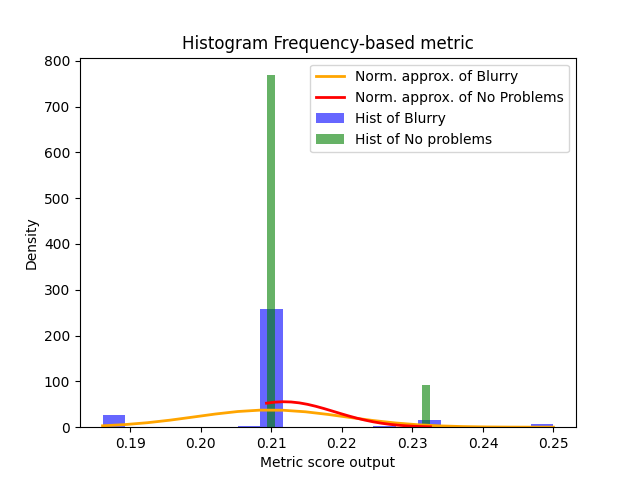 Histogram Frequency-based metric
Norm. approx. of Blurry
Norm. approx. of No Problems
Hist of Blurry
Hist of No problems
800
700
600
500
400
300
200
100
0
Density
0.19 0.20 0.21 0.22 0.23 0.24 0.25
Metric score output